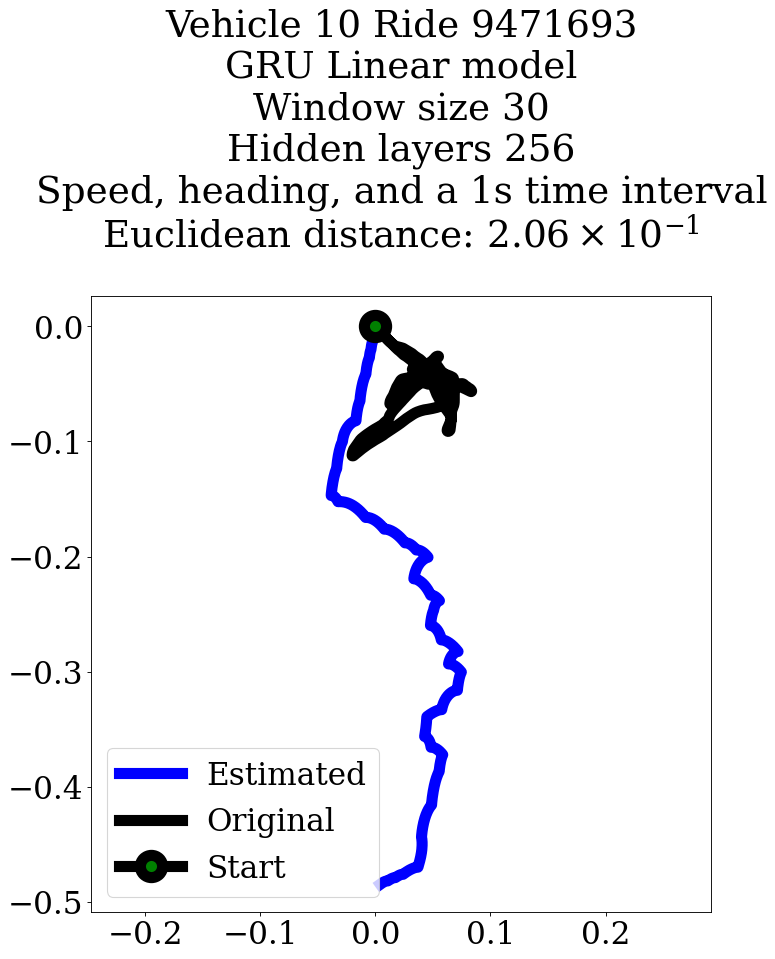 Vehicle 10 Ride 9471693
GRU Linear model
Window size 30
Hidden layers 256
Speed, heading, and a 1s time interval
Euclidean distance: 2.06 × 10⁻¹
0.0
−0.1
−0.2
−0.3
−0.4
−0.5
Estimated
Original
Start
−0.2 −0.1 0.0 0.1 0.2